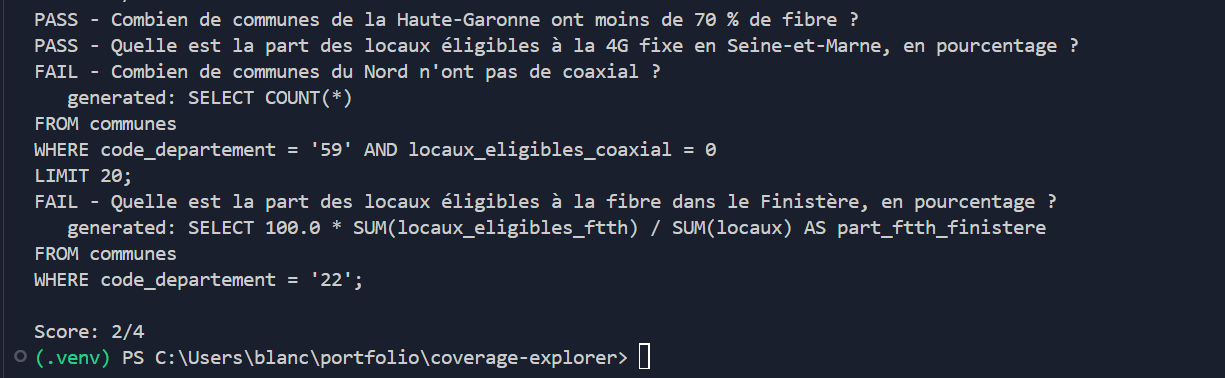 PASS - Combien de communes de la Haute-Garonne ont moins de 70 % de fibre ?
PASS - Quelle est la part des locaux éligibles à la 4G fixe en Seine-et-Marne, en pourcentage ?
FAIL - Combien de communes du Nord n'ont pas de coaxial ?
   generated: SELECT COUNT(*)
FROM communes
WHERE code_departement = '59' AND locaux_eligibles_coaxial = 0
LIMIT 20;
FAIL - Quelle est la part des locaux éligibles à la fibre dans le Finistère, en pourcentage ?
   generated: SELECT 100.0 * SUM(locaux_eligibles_ftth) / SUM(locaux) AS part_ftth_finistere
FROM communes
WHERE code_departement = '22';

Score: 2/4
(.venv) PS C:\Users\blanc\portfolio\coverage-explorer>